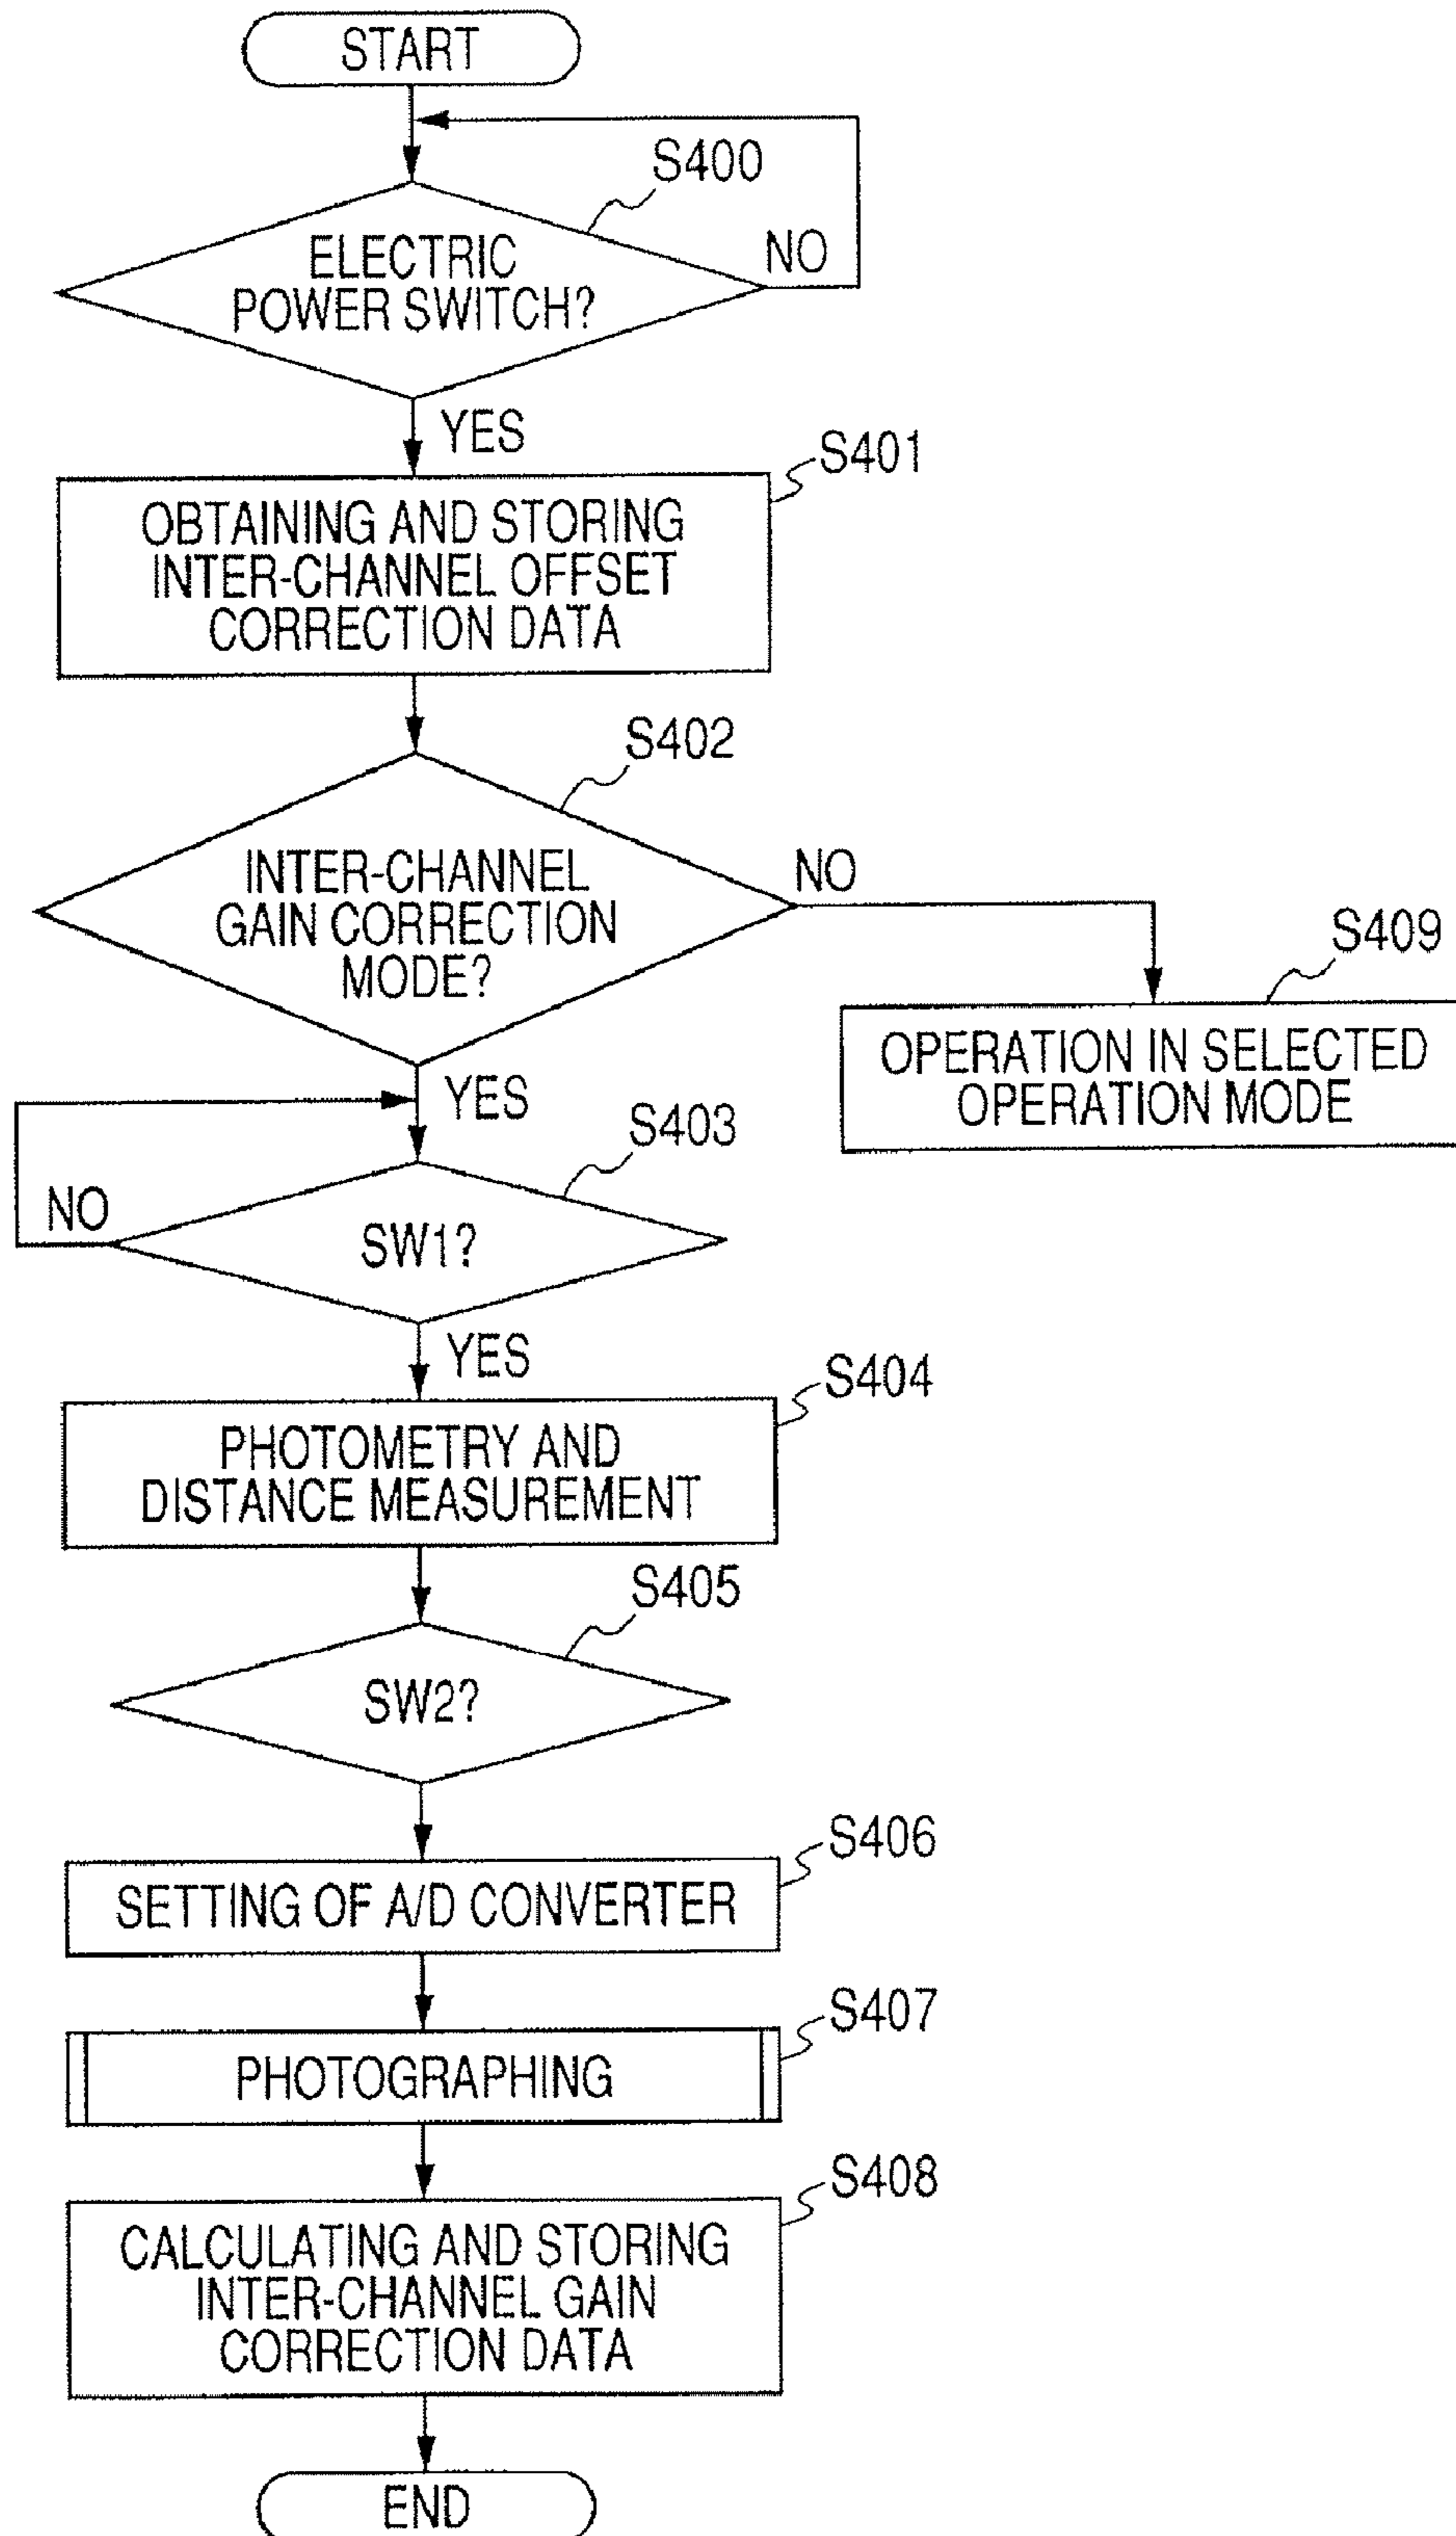 START
S400
ELECTRIC
POWER SWITCH?
NO
YES
S401
OBTAINING AND STORING
INTER-CHANNEL OFFSET
CORRECTION DATA
S402
INTER-CHANNEL
GAIN CORRECTION
MODE?
NO
S409
OPERATION IN SELECTED
OPERATION MODE
YES
S403
NO
SW1?
YES
S404
PHOTOMETRY AND
DISTANCE MEASUREMENT
S405
SW2?
S406
SETTING OF A/D CONVERTER
S407
PHOTOGRAPHING
S408
CALCULATING AND STORING
INTER-CHANNEL GAIN
CORRECTION DATA
END